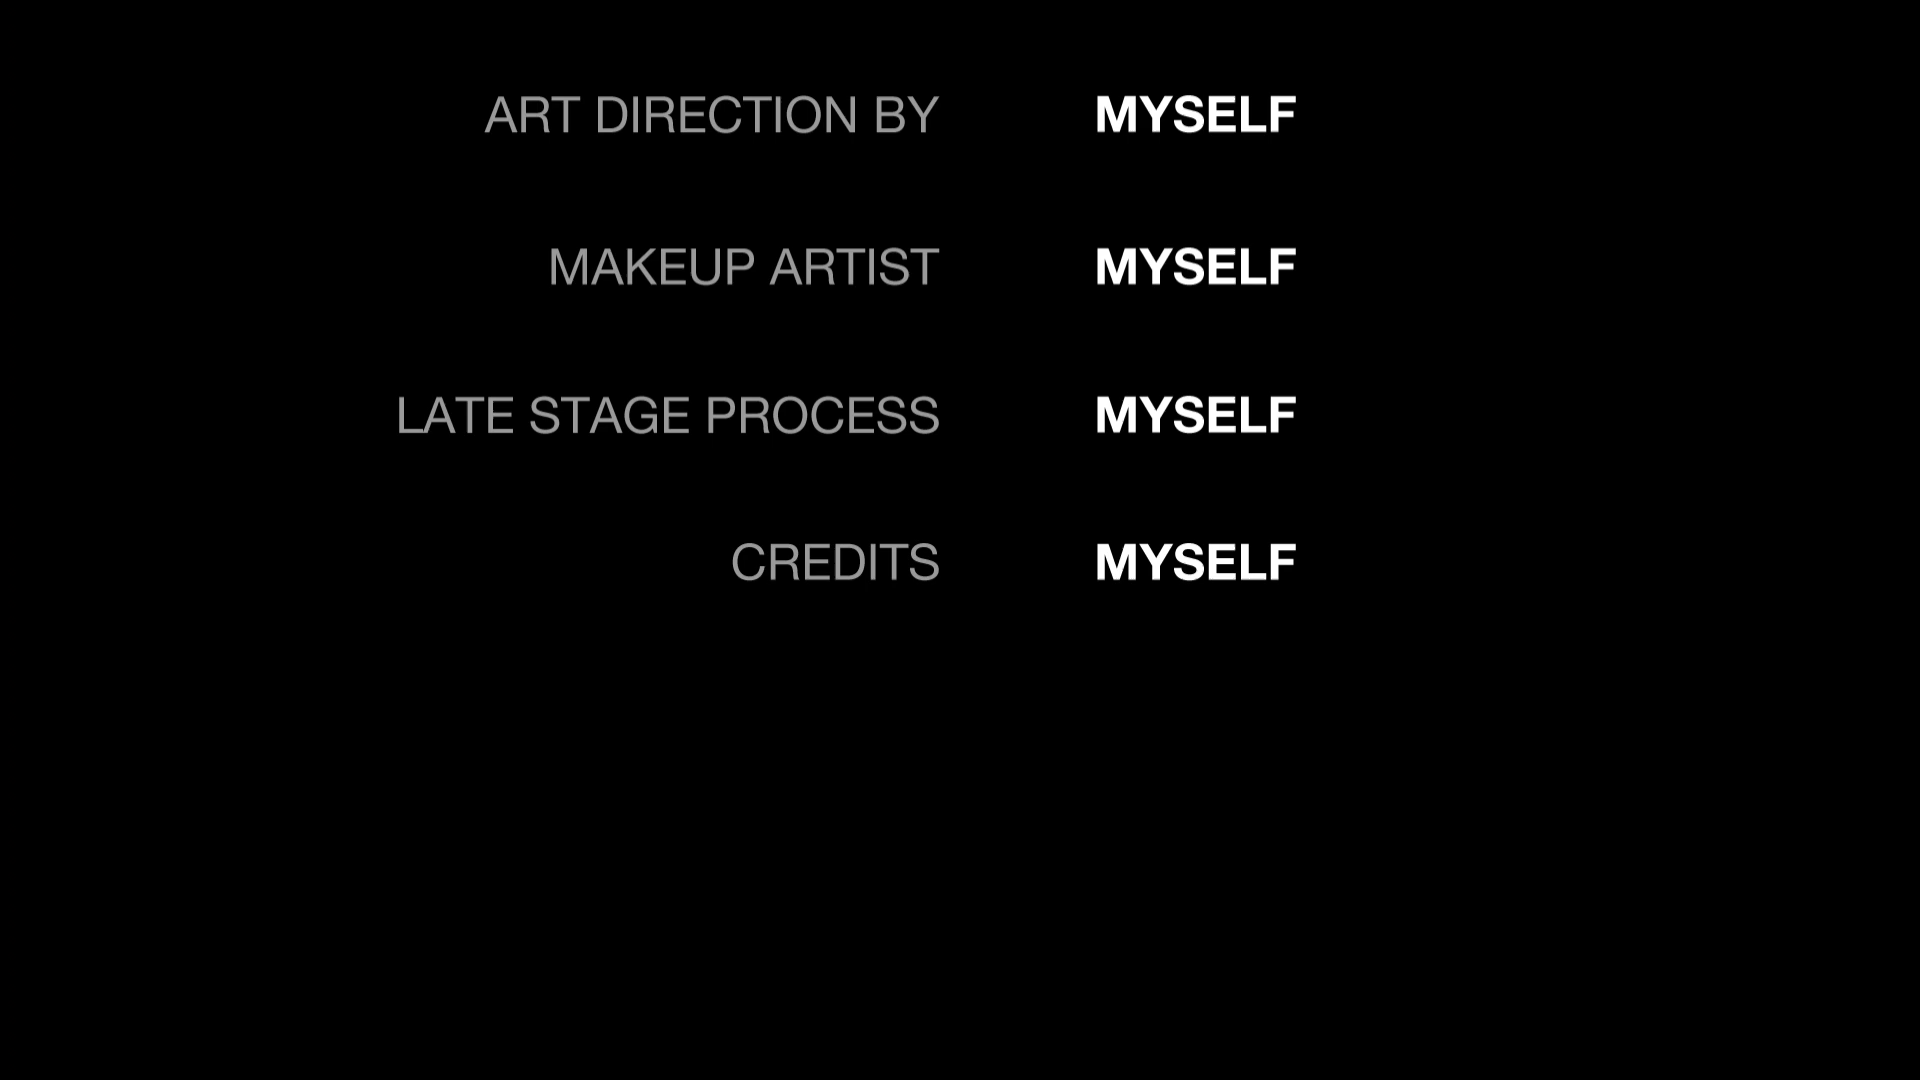 ART DIRECTION BY MYSELF
MAKEUP ARTIST MYSELF
LATE STAGE PROCESS MYSELF
CREDITS MYSELF